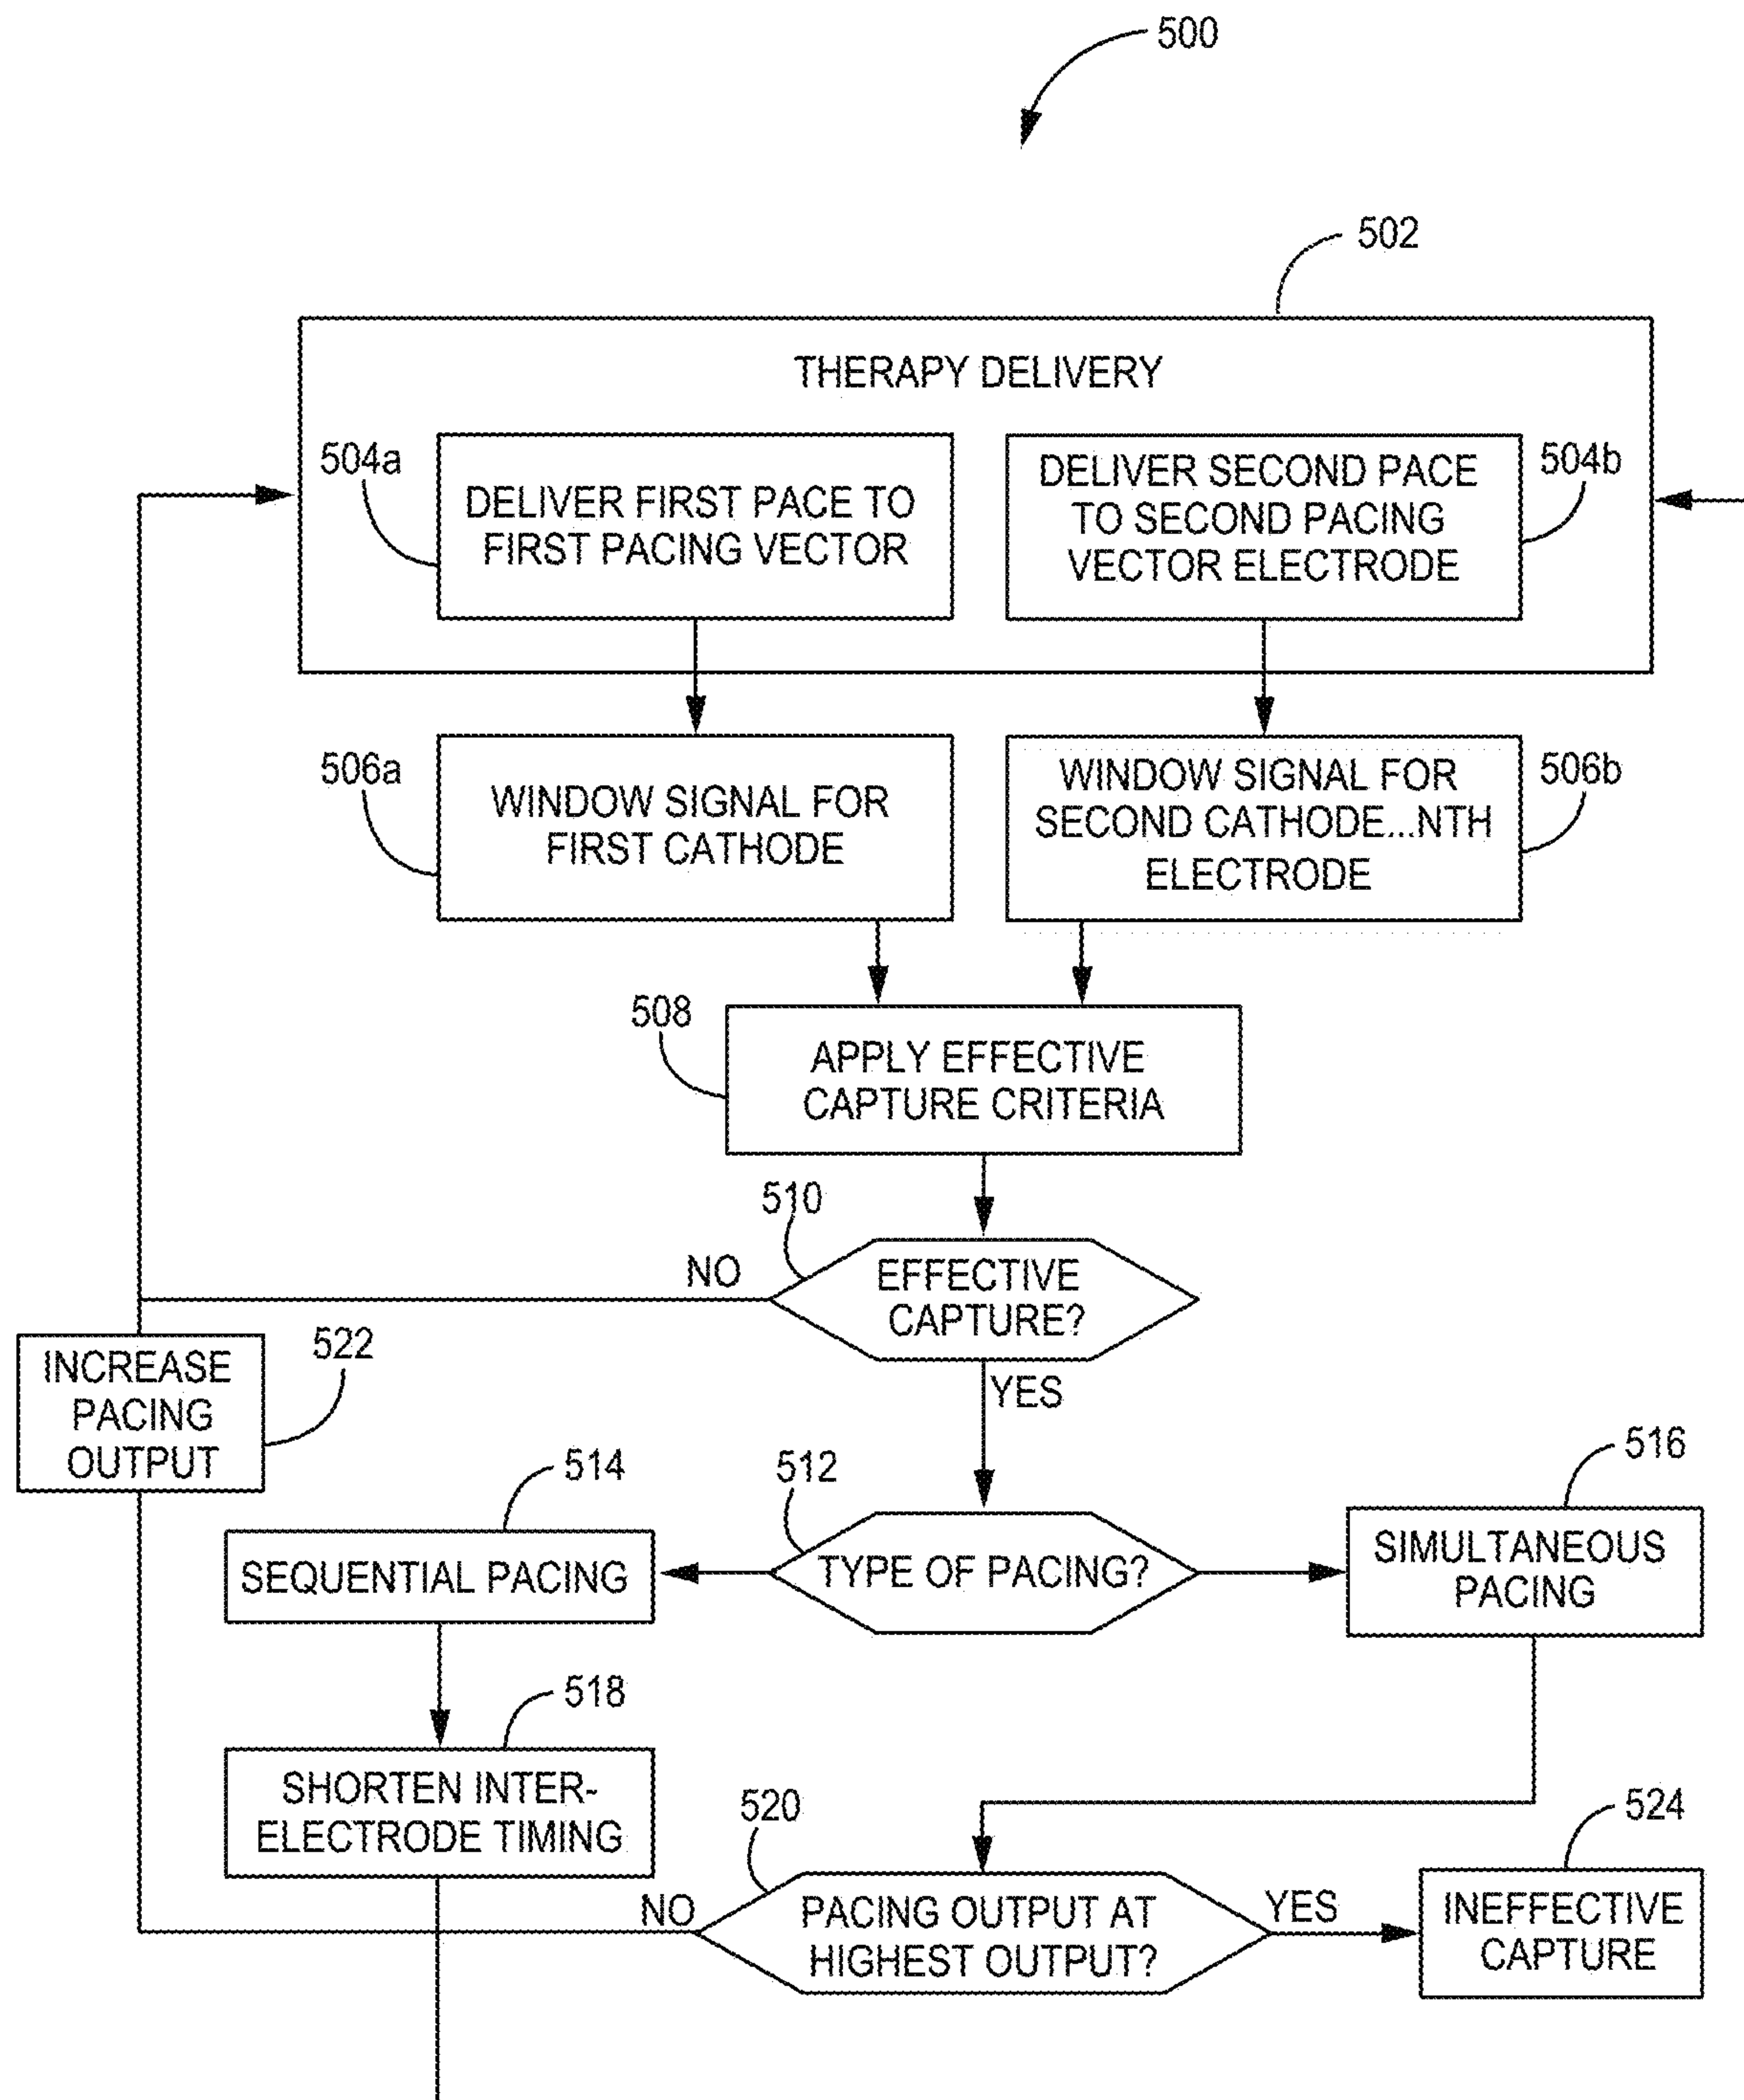 500
502
THERAPY DELIVERY
504a
DELIVER FIRST PACE TO
FIRST PACING VECTOR
DELIVER SECOND PACE
TO SECOND PACING
VECTOR ELECTRODE
504b
506a
WINDOW SIGNAL FOR
FIRST CATHODE
WINDOW SIGNAL FOR
SECOND CATHODE...NTH
ELECTRODE
506b
508
APPLY EFFECTIVE
CAPTURE CRITERIA
510
NO
EFFECTIVE
CAPTURE?
YES
INCREASE
PACING
OUTPUT
522
514
SEQUENTIAL PACING
512
TYPE OF PACING?
516
SIMULTANEOUS
PACING
518
SHORTEN INTER-
ELECTRODE TIMING
520
NO
PACING OUTPUT AT
HIGHEST OUTPUT?
YES
524
INEFFECTIVE
CAPTURE